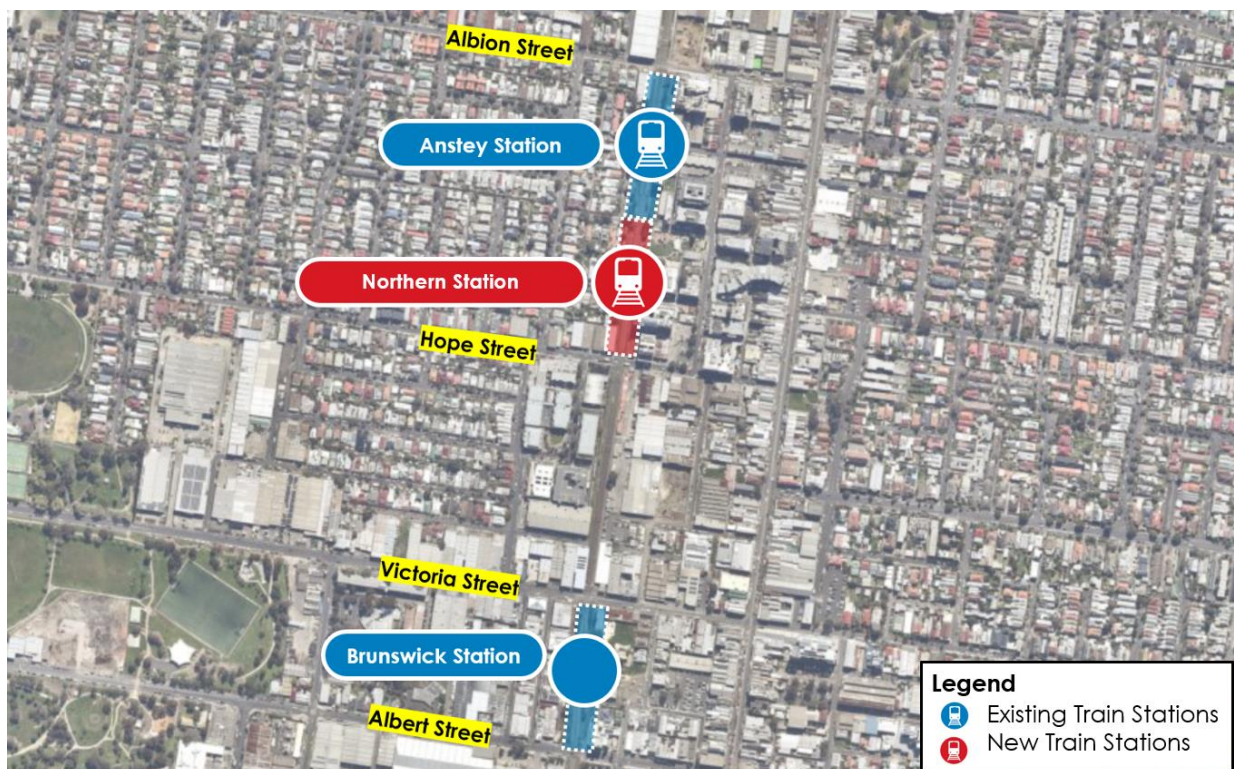 Albion Street
Anstey Station
Northern Station
Hope Street
Victoria Street
Brunswick Station
Albert Street
Legend
Existing Train Stations
New Train Stations